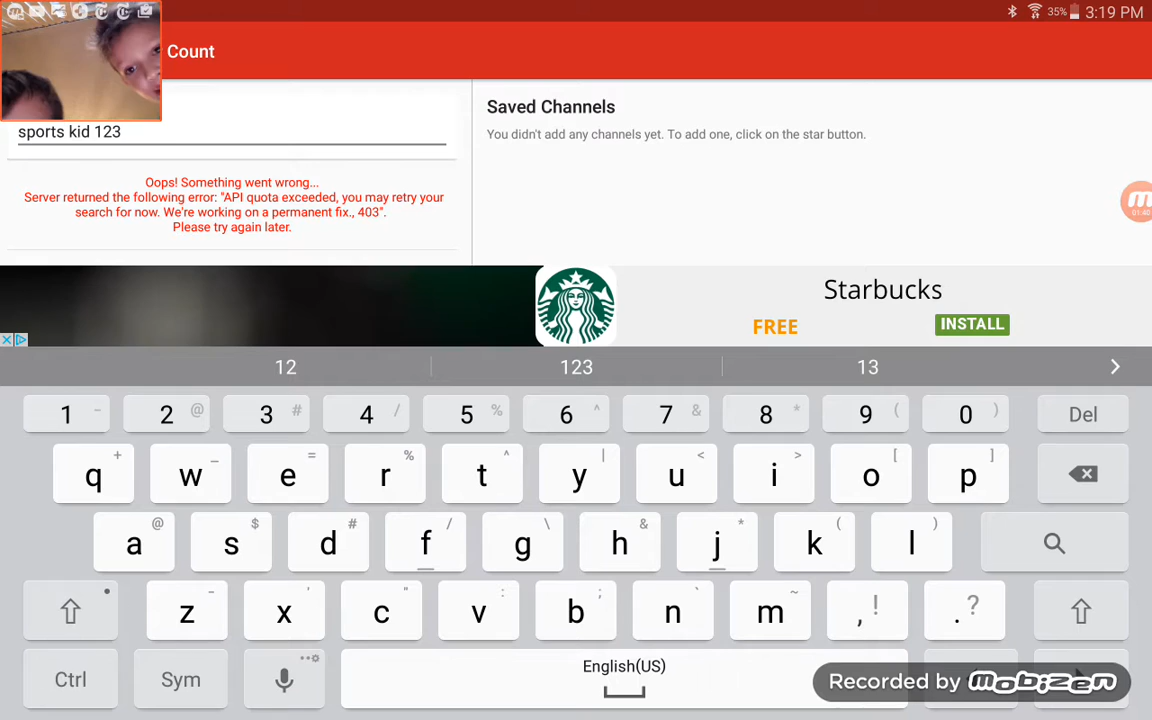 35% 3:19 PM
Count
sports kid 123
Oops! Something went wrong...
Server returned the following error: "API quota exceeded, you may retry your
search for now. We're working on a permanent fix., 403".
Please try again later.
Saved Channels
You didn't add any channels yet. To add one, click on the star button.
01:40
Starbucks
FREE INSTALL
12 123 13
1 - 2 @ 3 # 4 / 5 % 6 ^ 7 & 8 * 9 ( 0 ) Del
q + w _ e = r % t ^ y | u < i > o [ p ]
a @ s $ d # f / g \ h & j * k ( l )
z - x ' c " v : b ; n ` m ~ , ! . ?
Ctrl Sym English(US)
Recorded by mobizen